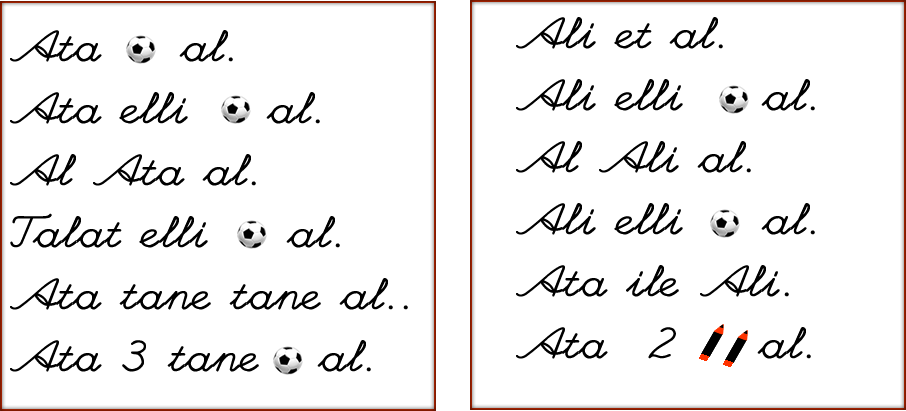 Ata al.
Ata elli al.
Al Ata al.
Talat elli al.
Ata tane tane al..
Ata 3 tane al.
Ali et al.
Ali elli al.
Al Ali al.
Ali elli al.
Ata ile Ali.
Ata 2 al.